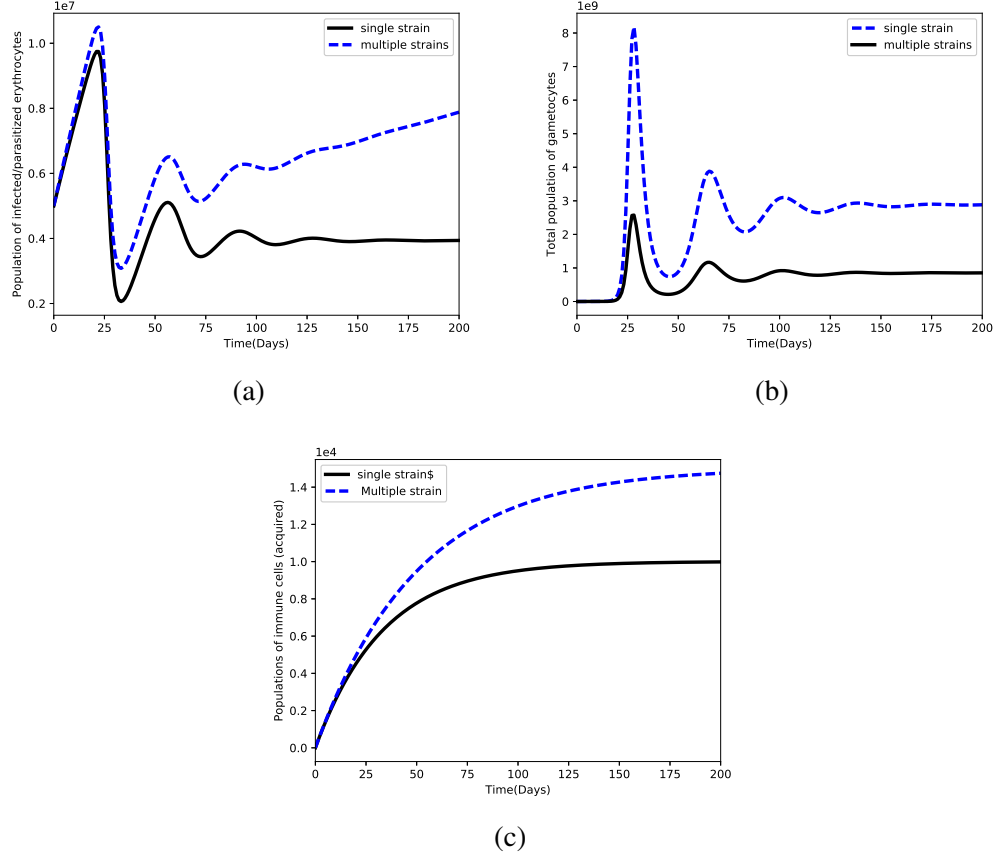 1e7
1.0
0.8
0.6
0.4
0.2
0 25 50 75 100 125 150 175 200
Time(Days)
Population of infected/parasitized erythrocytes
single strain
multiple strains
(a)
1e9
8
7
6
5
4
3
2
1
0
0 25 50 75 100 125 150 175 200
Time(Days)
Total population of gametocytes
single strain
multiple strains
(b)
1e4
1.4
1.2
1.0
0.8
0.6
0.4
0.2
0.0
0 25 50 75 100 125 150 175 200
Time(Days)
Populations of immune cells (acquired)
single strain$
Multiple strain
(c)